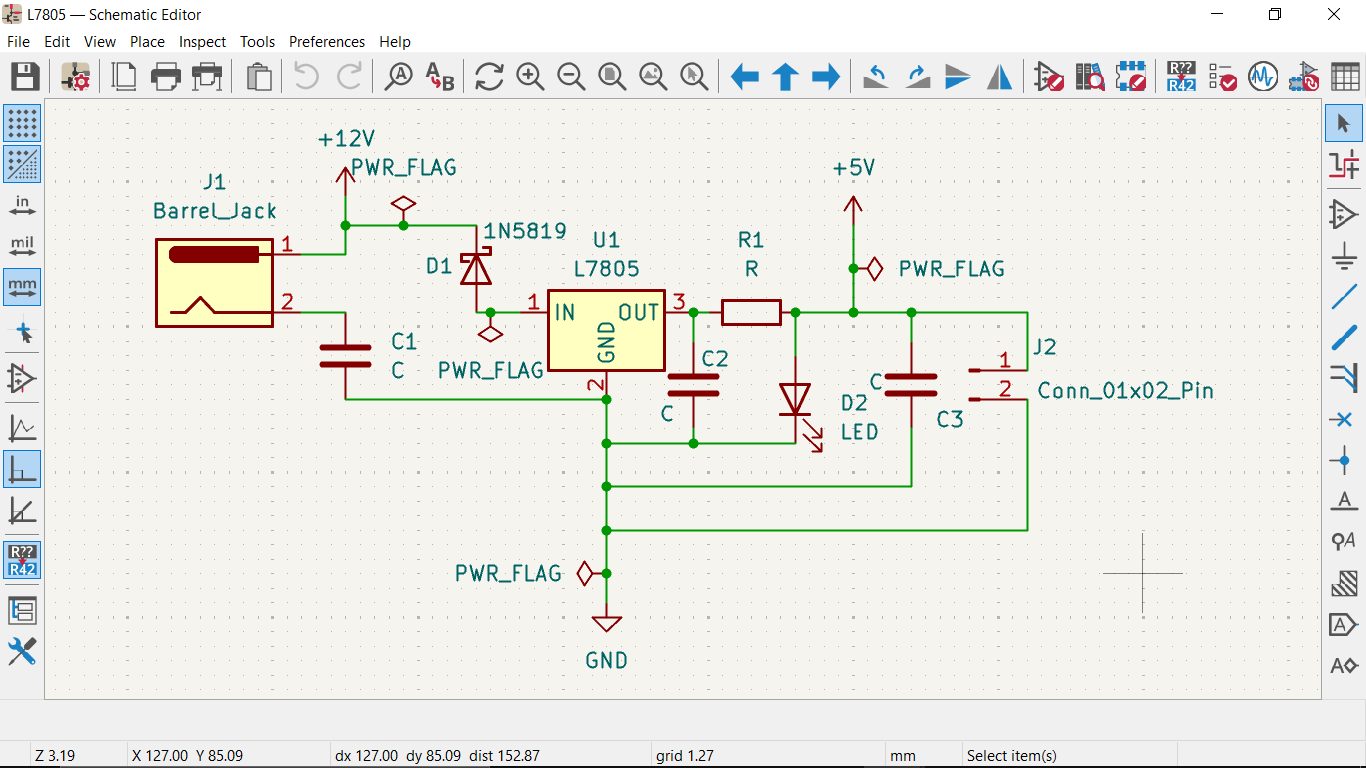 L7805 — Schematic Editor
File Edit View Place Inspect Tools Preferences Help
A
A B
R??
R42
in
mil
mm
R??
R42
A
A
A
A
+12V
PWR_FLAG
+5V
J1
Barrel_Jack
1
2
1N5819
D1
U1
L7805
R1
R
PWR_FLAG
1
IN
OUT
GND
3
2
C1
C
PWR_FLAG
C2
C
D2
LED
C
C3
J2
1
2
Conn_01x02_Pin
PWR_FLAG
GND
Z 3.19
X 127.00 Y 85.09
dx 127.00 dy 85.09 dist 152.87
grid 1.27
mm
Select item(s)